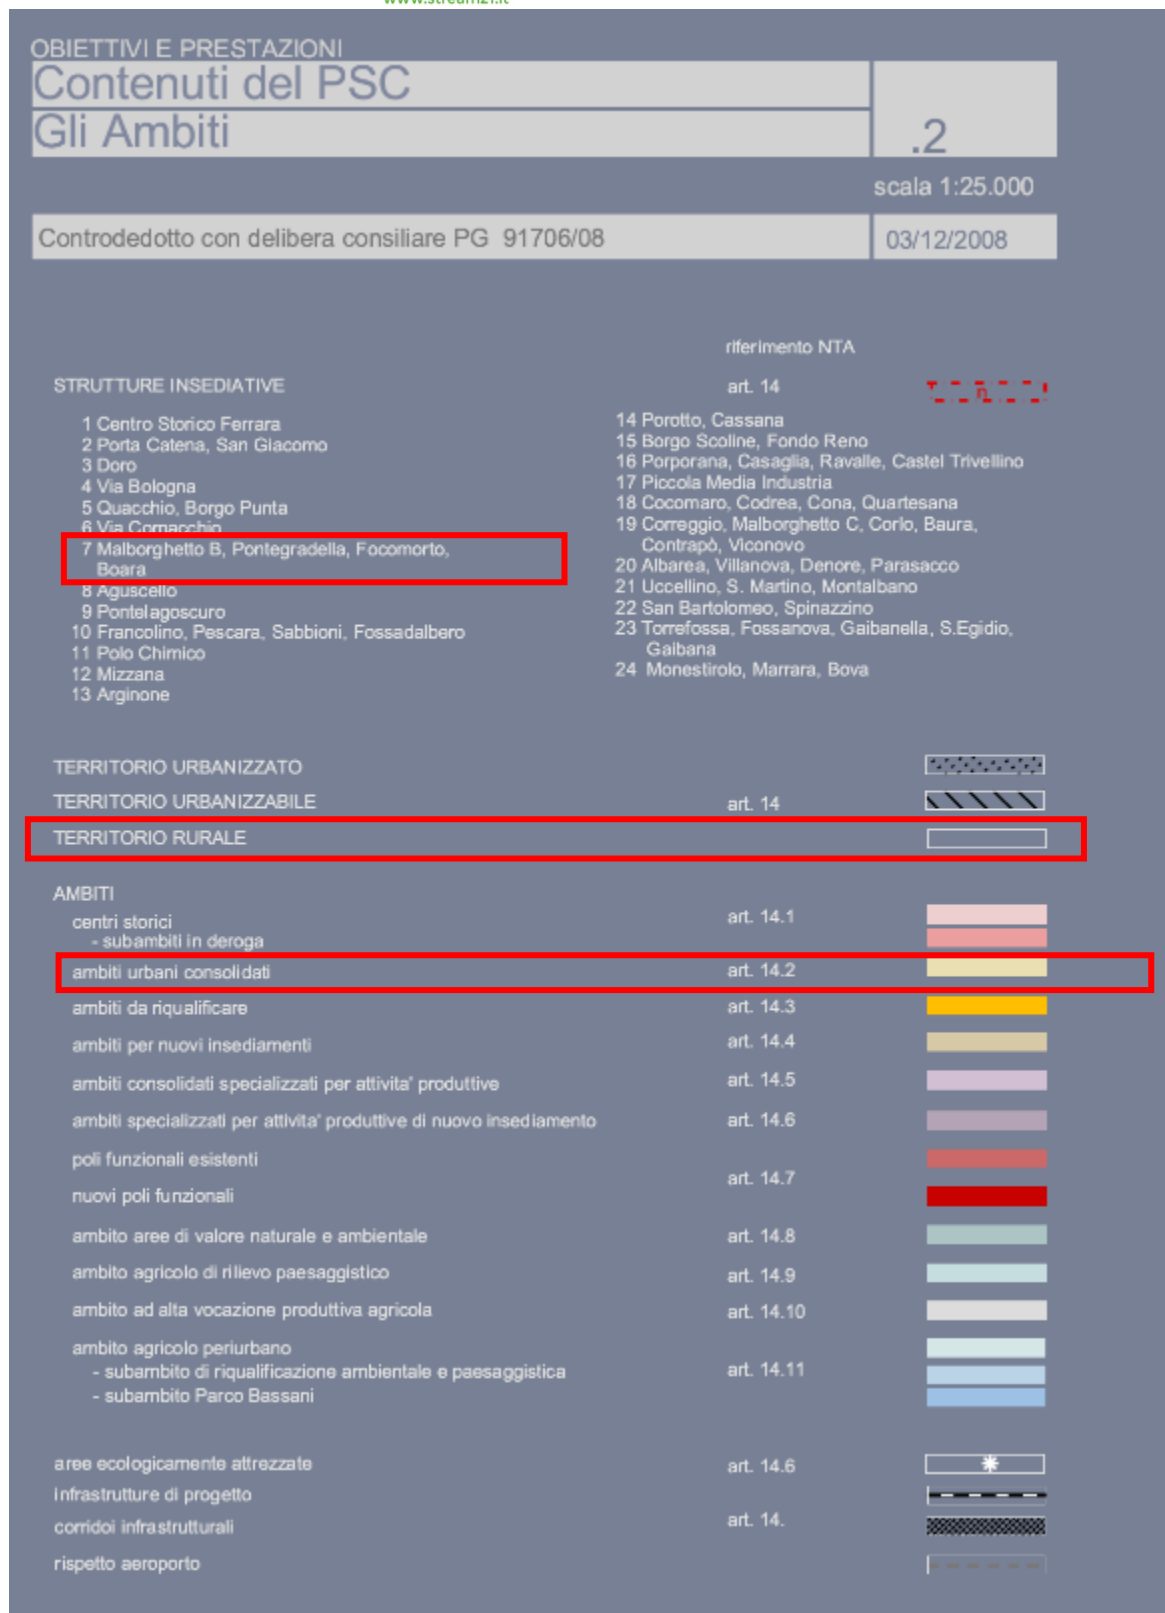 www.stream21.it
OBIETTIVI E PRESTAZIONI
Contenuti del PSC
Gli Ambiti
.2
scala 1:25.000
Controdedotto con delibera consiliare PG 91706/08
03/12/2008
riferimento NTA
STRUTTURE INSEDIATIVE
art. 14
n
1 Centro Storico Ferrara
2 Porta Catena, San Giacomo
3 Doro
4 Via Bologna
5 Quacchio, Borgo Punta
6 Via Comacchio
7 Malborghetto B, Pontegradella, Focomorto,
Boara
8 Aguscello
9 Pontelagoscuro
10 Francolino, Pescara, Sabbioni, Fossadalbero
11 Polo Chimico
12 Mizzana
13 Arginone
14 Porotto, Cassana
15 Borgo Scoline, Fondo Reno
16 Porporana, Casaglia, Ravalle, Castel Trivellino
17 Piccola Media Industria
18 Cocomaro, Codrea, Cona, Quartesana
19 Correggio, Malborghetto C, Corlo, Baura,
Contrapò, Viconovo
20 Albarea, Villanova, Denore, Parasacco
21 Uccellino, S. Martino, Montalbano
22 San Bartolomeo, Spinazzino
23 Torrefossa, Fossanova, Gaibanella, S.Egidio,
Gaibana
24 Monestirolo, Marrara, Bova
TERRITORIO URBANIZZATO
TERRITORIO URBANIZZABILE
art. 14
TERRITORIO RURALE
AMBITI
centri storici
art. 14.1
- subambiti in deroga
ambiti urbani consolidati
art. 14.2
ambiti da riqualificare
art. 14.3
ambiti per nuovi insediamenti
art. 14.4
ambiti consolidati specializzati per attivita' produttive
art. 14.5
ambiti specializzati per attivita' produttive di nuovo insediamento
art. 14.6
poli funzionali esistenti
art. 14.7
nuovi poli funzionali
ambito aree di valore naturale e ambientale
art. 14.8
ambito agricolo di rilievo paesaggistico
art. 14.9
ambito ad alta vocazione produttiva agricola
art. 14.10
ambito agricolo periurbano
- subambito di riqualificazione ambientale e paesaggistica
art. 14.11
- subambito Parco Bassani
aree ecologicamente attrezzate
art. 14.6
infrastrutture di progetto
corridoi infrastrutturali
art. 14.
rispetto aeroporto